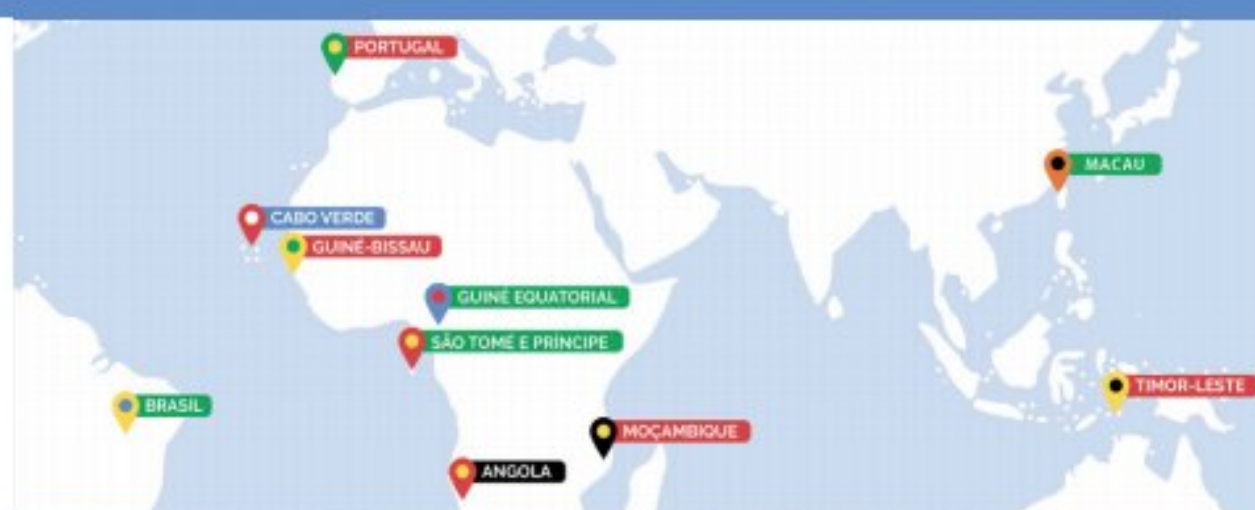 PORTUGAL
MACAU
CABO VERDE
GUINÉ-BISSAU
GUINÉ EQUATORIAL
SÃO TOMÉ E PRÍNCIPE
TIMOR-LESTE
BRASIL
MOÇAMBIQUE
ANGOLA